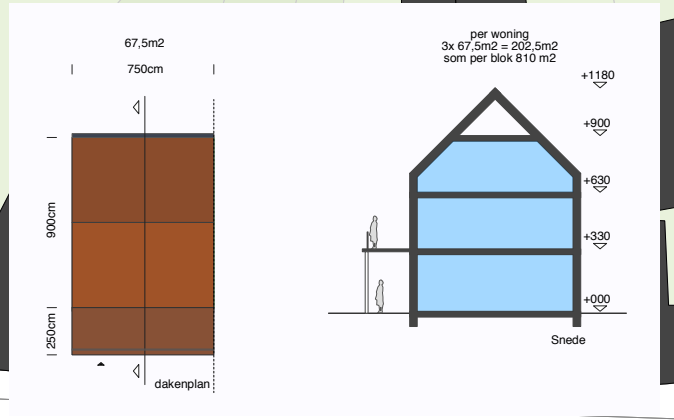 67,5m2
750cm
900cm
250cm
dakenplan
per woning
3x 67,5m2 = 202,5m2
som per blok 810 m2
+1180
+900
+630
+330
+000
Snede